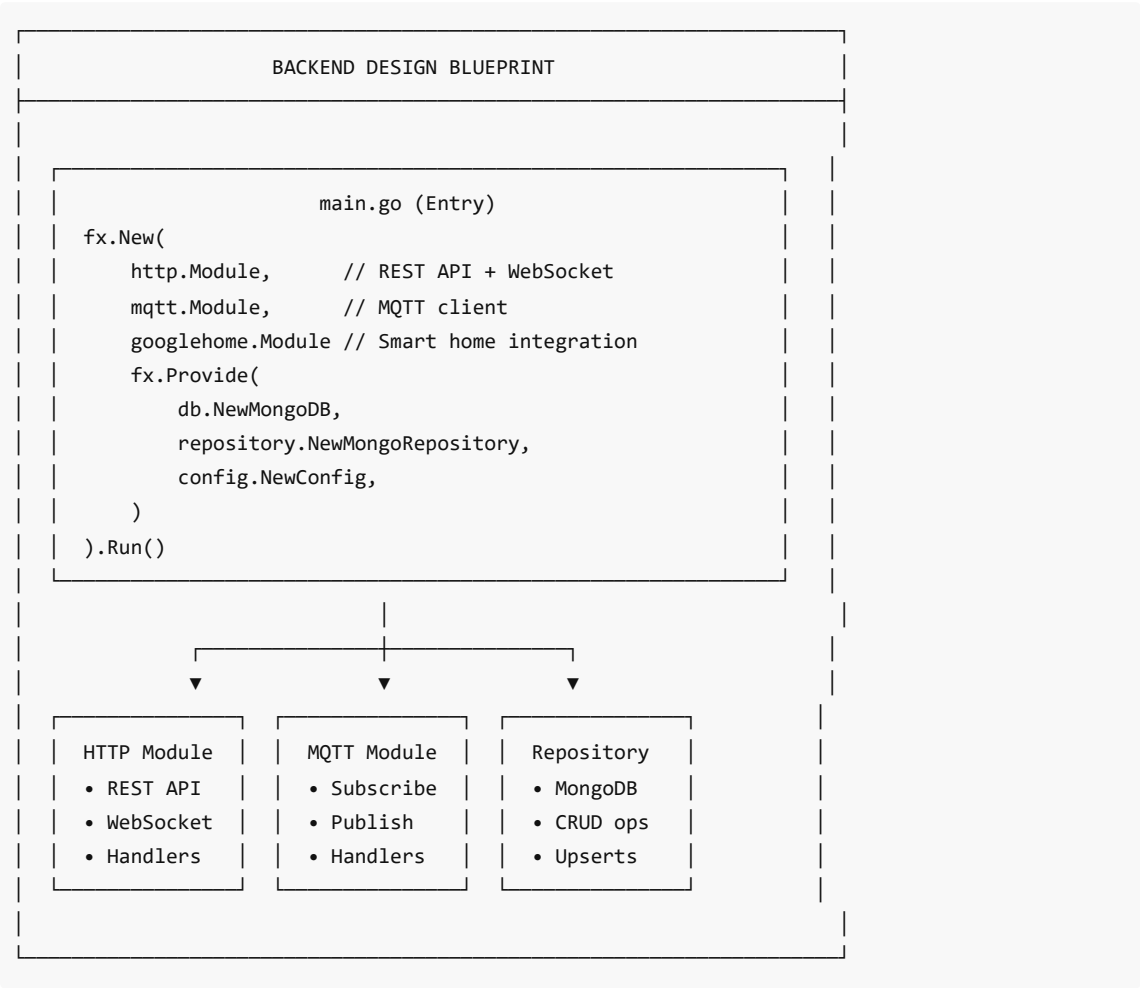 BACKEND DESIGN BLUEPRINT
main.go (Entry)
fx.New(
http.Module, // REST API + WebSocket
mqtt.Module, // MQTT client
googlehome.Module // Smart home integration
fx.Provide(
db.NewMongoDB,
repository.NewMongoRepository,
config.NewConfig,
)
).Run()
HTTP Module MQTT Module Repository
• REST API • Subscribe • MongoDB
• WebSocket • Publish • CRUD ops
• Handlers • Handlers • Upserts